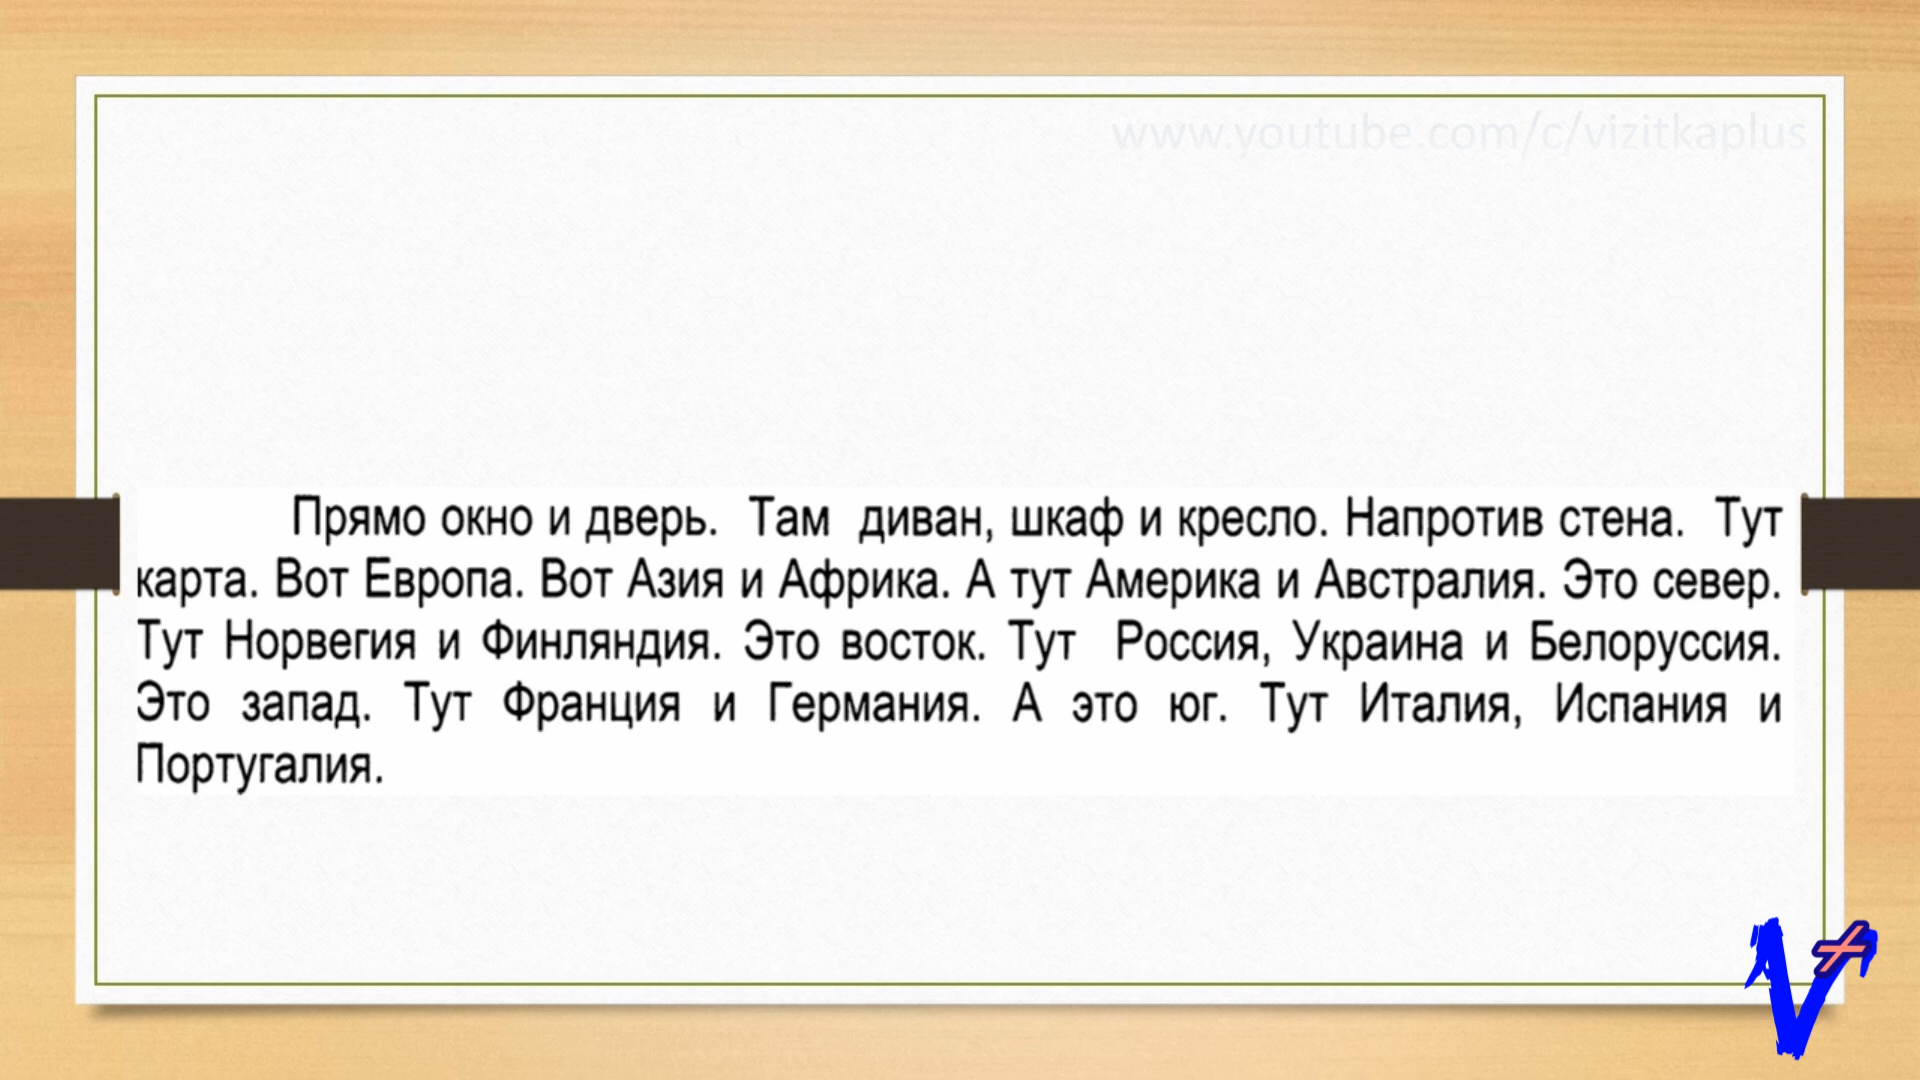 www.youtube.com/c/vizitkaplus
Прямо окно и дверь. Там диван, шкаф и кресло. Напротив стена. Тут
карта. Вот Европа. Вот Азия и Африка. А тут Америка и Австралия. Это север.
Тут Норвегия и Финляндия. Это восток. Тут Россия, Украина и Белоруссия.
Это запад. Тут Франция и Германия. А это юг. Тут Италия, Испания и
Португалия.
V+